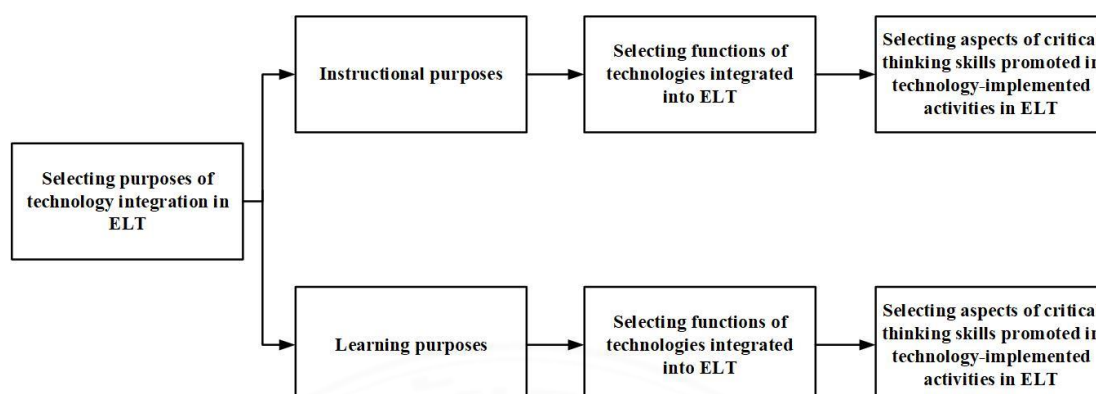 Selecting purposes of
technology integration in
ELT
Instructional purposes
Selecting functions of
technologies integrated
into ELT
Selecting aspects of critical
thinking skills promoted in
technology-implemented
activities in ELT
Learning purposes
Selecting functions of
technologies integrated
into ELT
Selecting aspects of critical
thinking skills promoted in
technology-implemented
activities in ELT